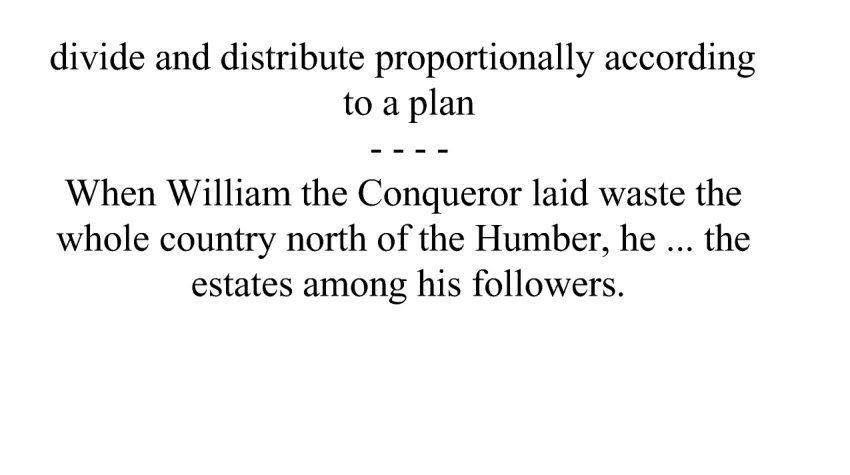 divide and distribute proportionally according
to a plan
- - - -
When William the Conqueror laid waste the
whole country north of the Humber, he ... the
estates among his followers.